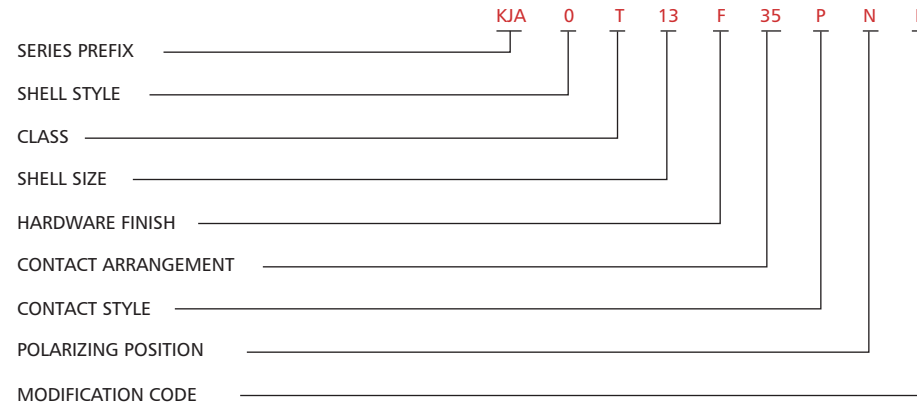 KJA 0 T 13 F 35 P N
SERIES PREFIX
SHELL STYLE
CLASS
SHELL SIZE
HARDWARE FINISH
CONTACT ARRANGEMENT
CONTACT STYLE
POLARIZING POSITION
MODIFICATION CODE